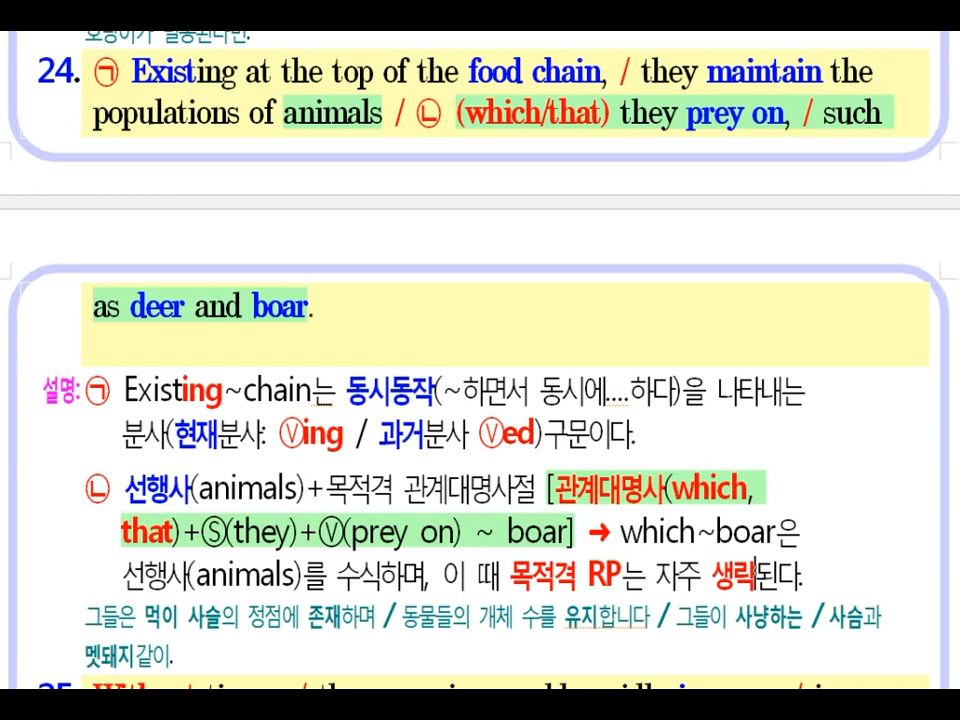 24. ㉠ Existing at the top of the food chain, / they maintain the
populations of animals / ㉡ (which/that) they prey on, / such
as deer and boar.
설명: ㉠ Existing~chain는 동시동작(~하면서 동시에....하다)을 나타내는
분사(현재분사: Ⓥing / 과거분사 Ⓥed)구문이다.
㉡ 선행사(animals)+목적격 관계대명사절 [관계대명사(which,
that)+Ⓢ(they)+Ⓥ(prey on) ~ boar] ➜ which~boar은
선행사(animals)를 수식하며, 이 때 목적격 RP는 자주 생략된다.
그들은 먹이 사슬의 정점에 존재하며 / 동물들의 개체 수를 유지합니다 / 그들이 사냥하는 / 사슴과
멧돼지같이.